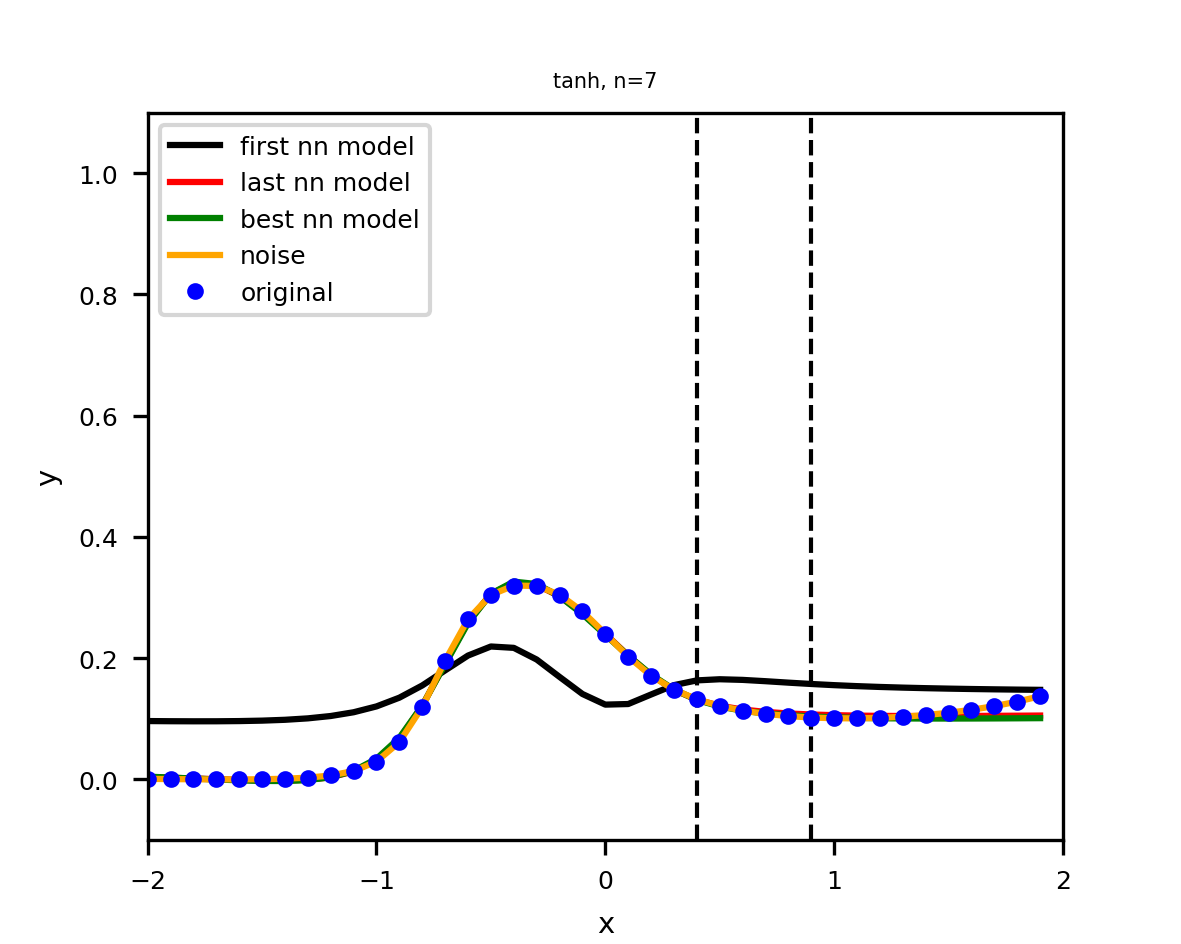 tanh, n=7
first nn model
last nn model
best nn model
noise
original
y
1.0
0.8
0.6
0.4
0.2
0.0
−2
−1
0
1
2
x